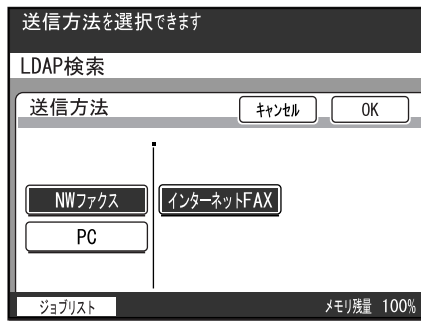 送信方法を選択できます
LDAP検索
送信方法 キャンセル OK
NWファクス インターネットFAX
PC
ジョブリスト メモリ残量 100%